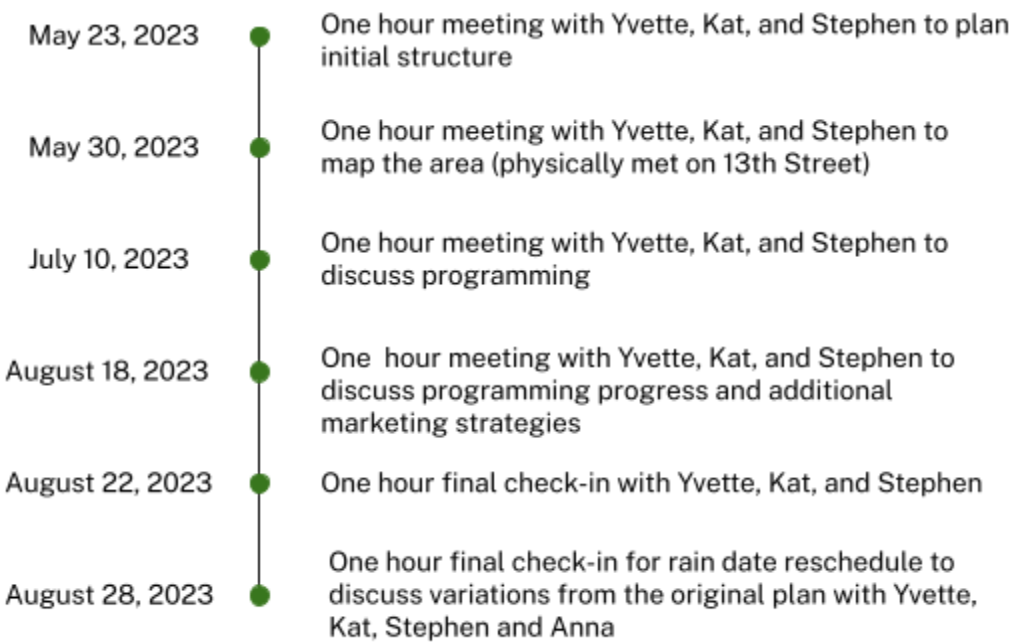 May 23, 2023
One hour meeting with Yvette, Kat, and Stephen to plan
initial structure
May 30, 2023
One hour meeting with Yvette, Kat, and Stephen to
map the area (physically met on 13th Street)
July 10, 2023
One hour meeting with Yvette, Kat, and Stephen to
discuss programming
August 18, 2023
One  hour meeting with Yvette, Kat, and Stephen to
discuss programming progress and additional
marketing strategies
August 22, 2023
One hour final check-in with Yvette, Kat, and Stephen
August 28, 2023
One hour final check-in for rain date reschedule to
discuss variations from the original plan with Yvette,
Kat, Stephen and Anna